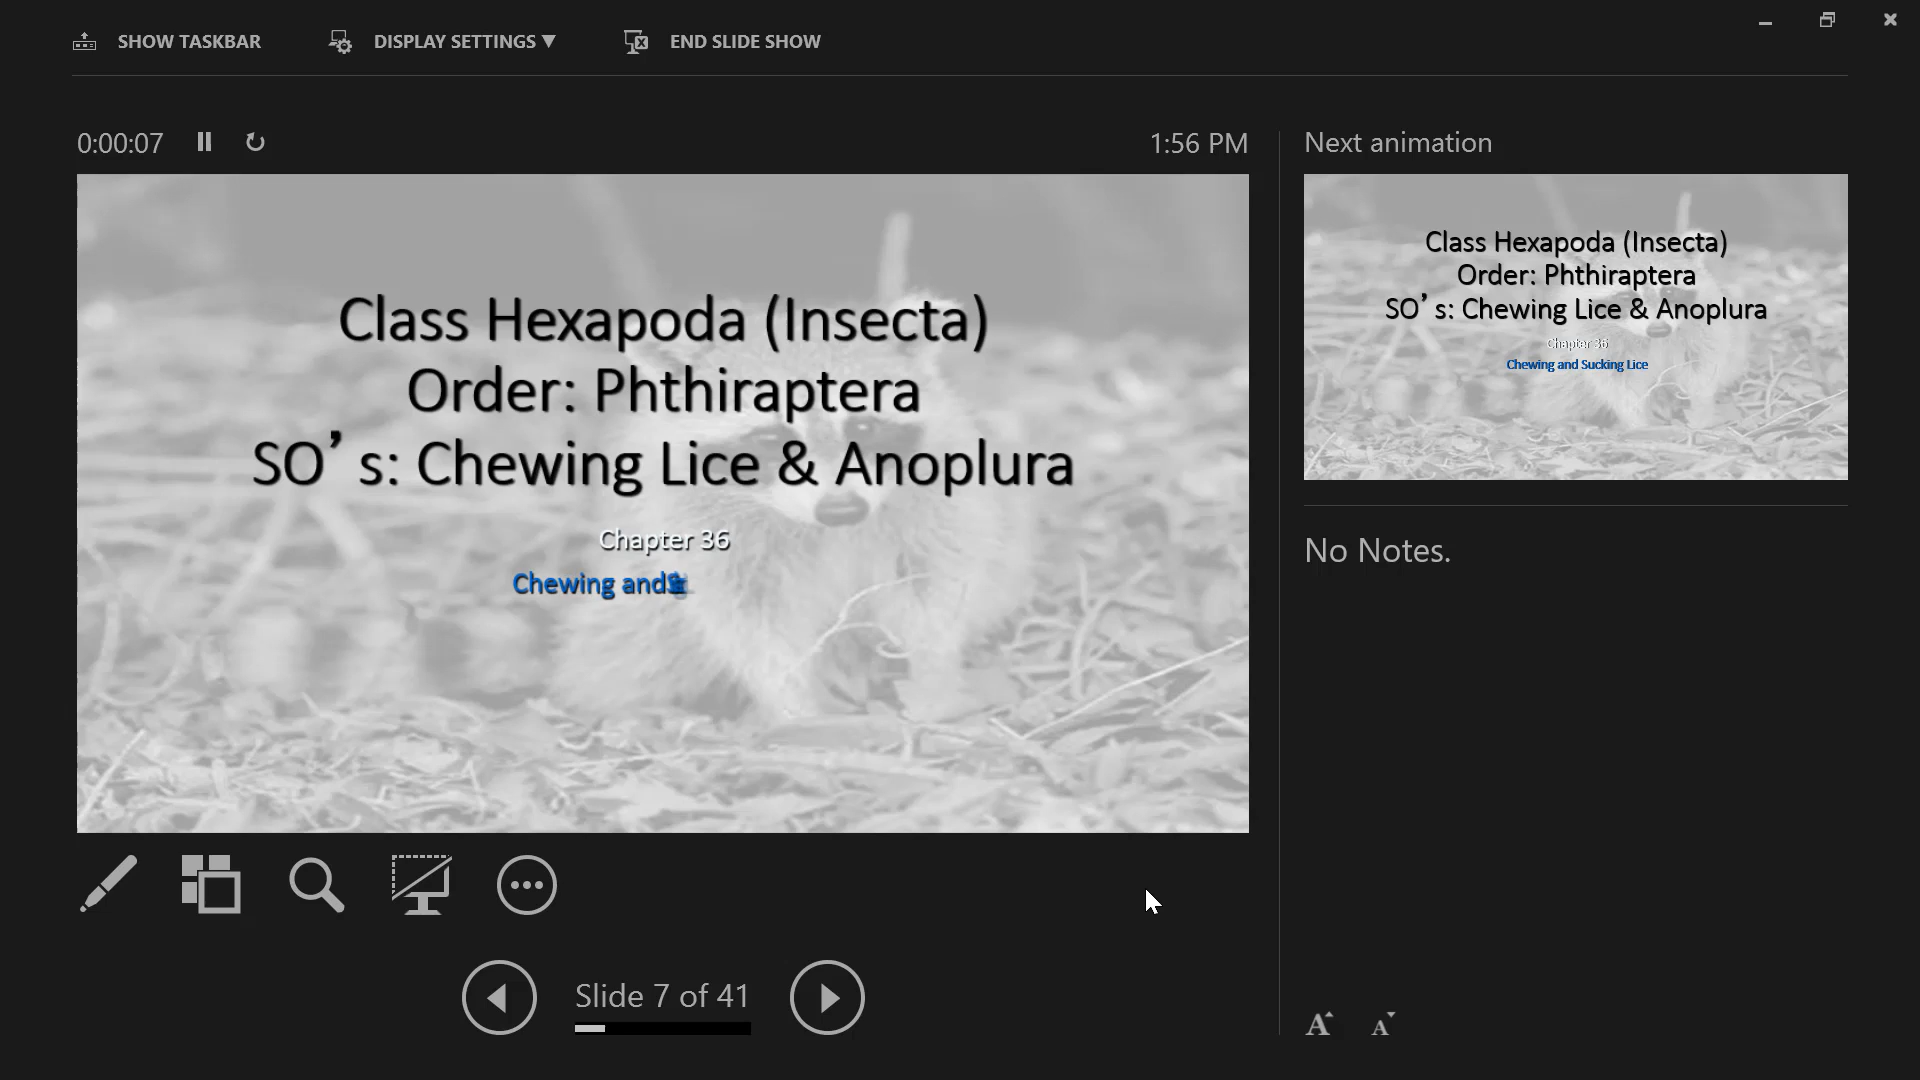 SHOW TASKBAR
DISPLAY SETTINGS ▼
END SLIDE SHOW
0:00:07
1:56 PM
Class Hexapoda (Insecta)
Order: Phthiraptera
SO’s: Chewing Lice & Anoplura
Chapter 36
Chewing and
Next animation
Class Hexapoda (Insecta)
Order: Phthiraptera
SO’s: Chewing Lice & Anoplura
Chapter 36
Chewing and Sucking Lice
No Notes.
Slide 7 of 41
A A